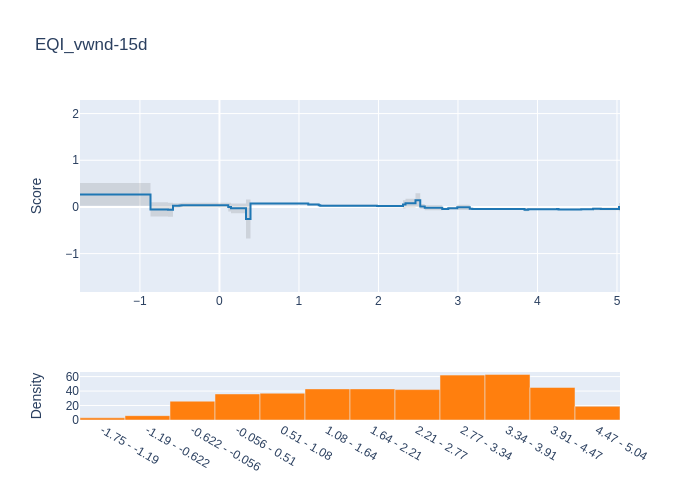 EQI_vwnd-15d
Score
2
1
0
−1
−1
0
1
2
3
4
5
Density
60
40
20
0
-1.75 - -1.19
-1.19 - -0.622
-0.622 - -0.056
-0.056 - 0.51
0.51 - 1.08
1.08 - 1.64
1.64 - 2.21
2.21 - 2.77
2.77 - 3.34
3.34 - 3.91
3.91 - 4.47
4.47 - 5.04